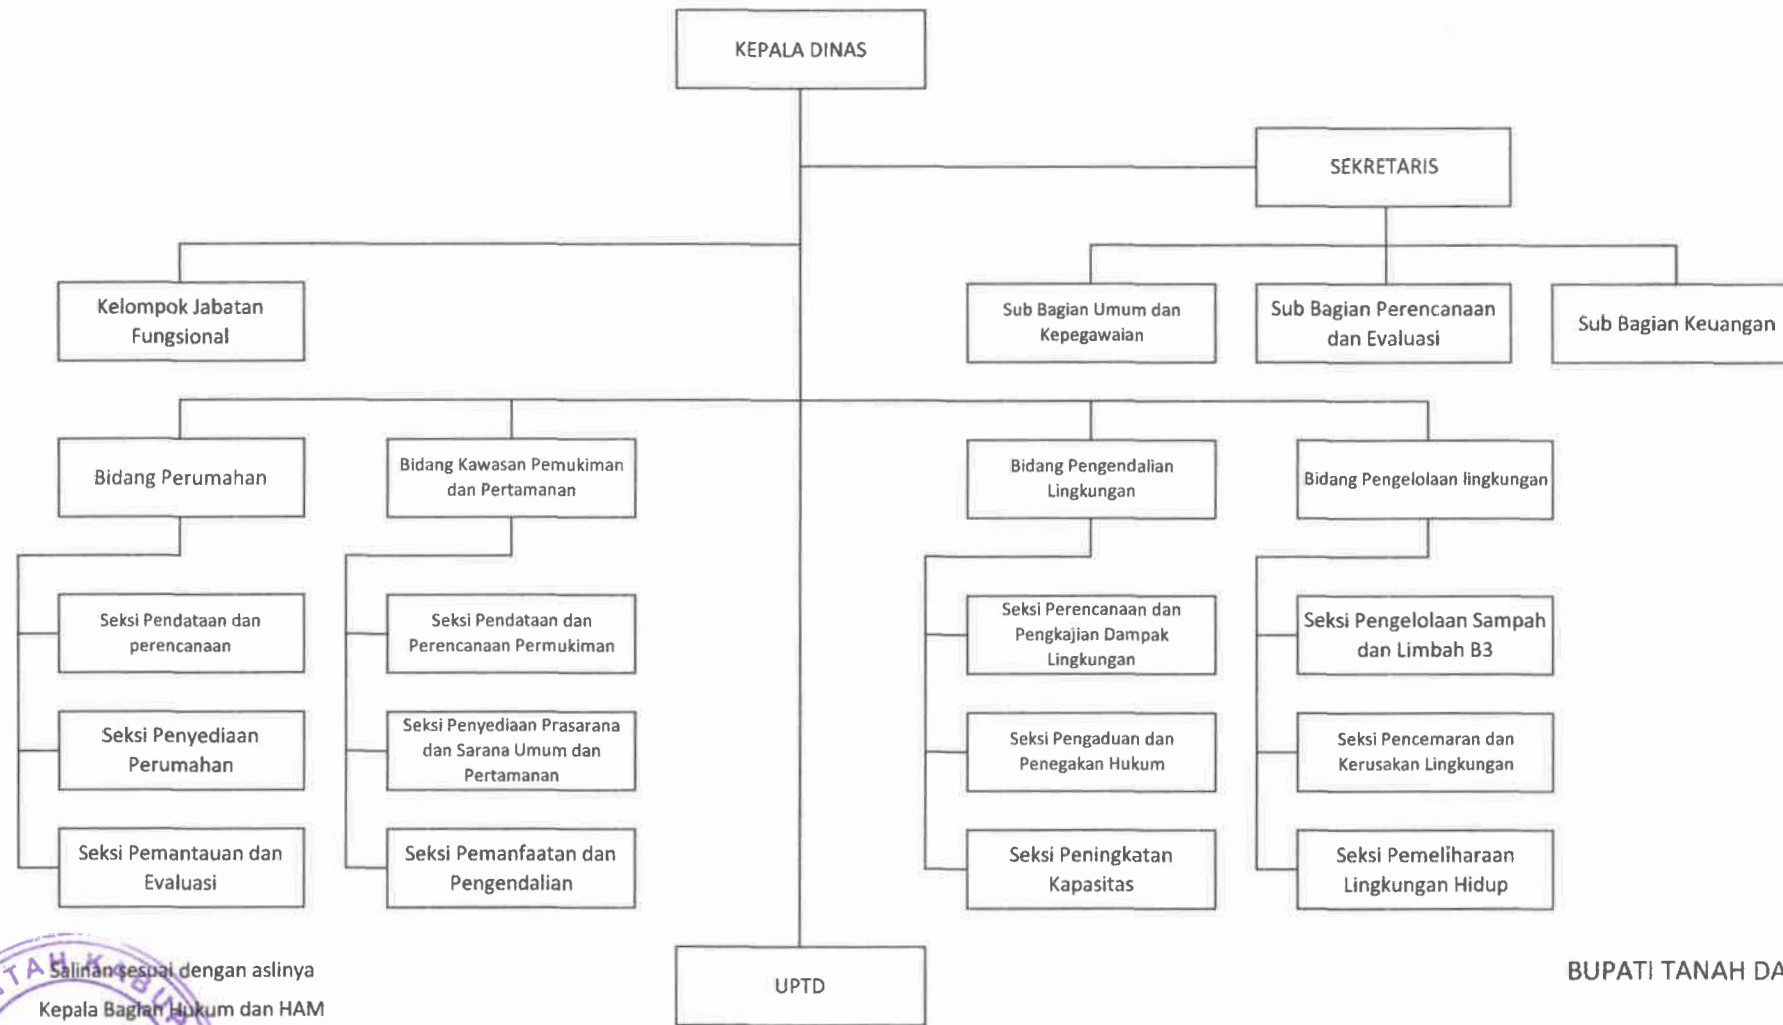 KEPALA DINAS
SEKRETARIS
Kelompok Jabatan
Fungsional
Sub Bagian Umum dan
Kepegawaian
Sub Bagian Perencanaan
dan Evaluasi
Sub Bagian Keuangan
Bidang Perumahan
Bidang Kawasan Pemukiman
dan Pertamanan
Bidang Pengendalian
Lingkungan
Bidang Pengelolaan lingkungan
Seksi Pendataan dan
perencanaan
Seksi Pendataan dan
Perencanaan Permukiman
Seksi Perencanaan dan
Pengkajian Dampak
Lingkungan
Seksi Pengelolaan Sampah
dan Limbah B3
Seksi Penyediaan
Perumahan
Seksi Penyediaan Prasarana
dan Sarana Umum dan
Pertamanan
Seksi Pengaduan dan
Penegakan Hukum
Seksi Pencemaran dan
Kerusakan Lingkungan
Seksi Pemantauan dan
Evaluasi
Seksi Pemanfaatan dan
Pengendalian
Seksi Peningkatan
Kapasitas
Seksi Pemeliharaan
Lingkungan Hidup
UPTD
Salinan sesuai dengan aslinya
Kepala Bagian Hukum dan HAM
BUPATI TANAH DA